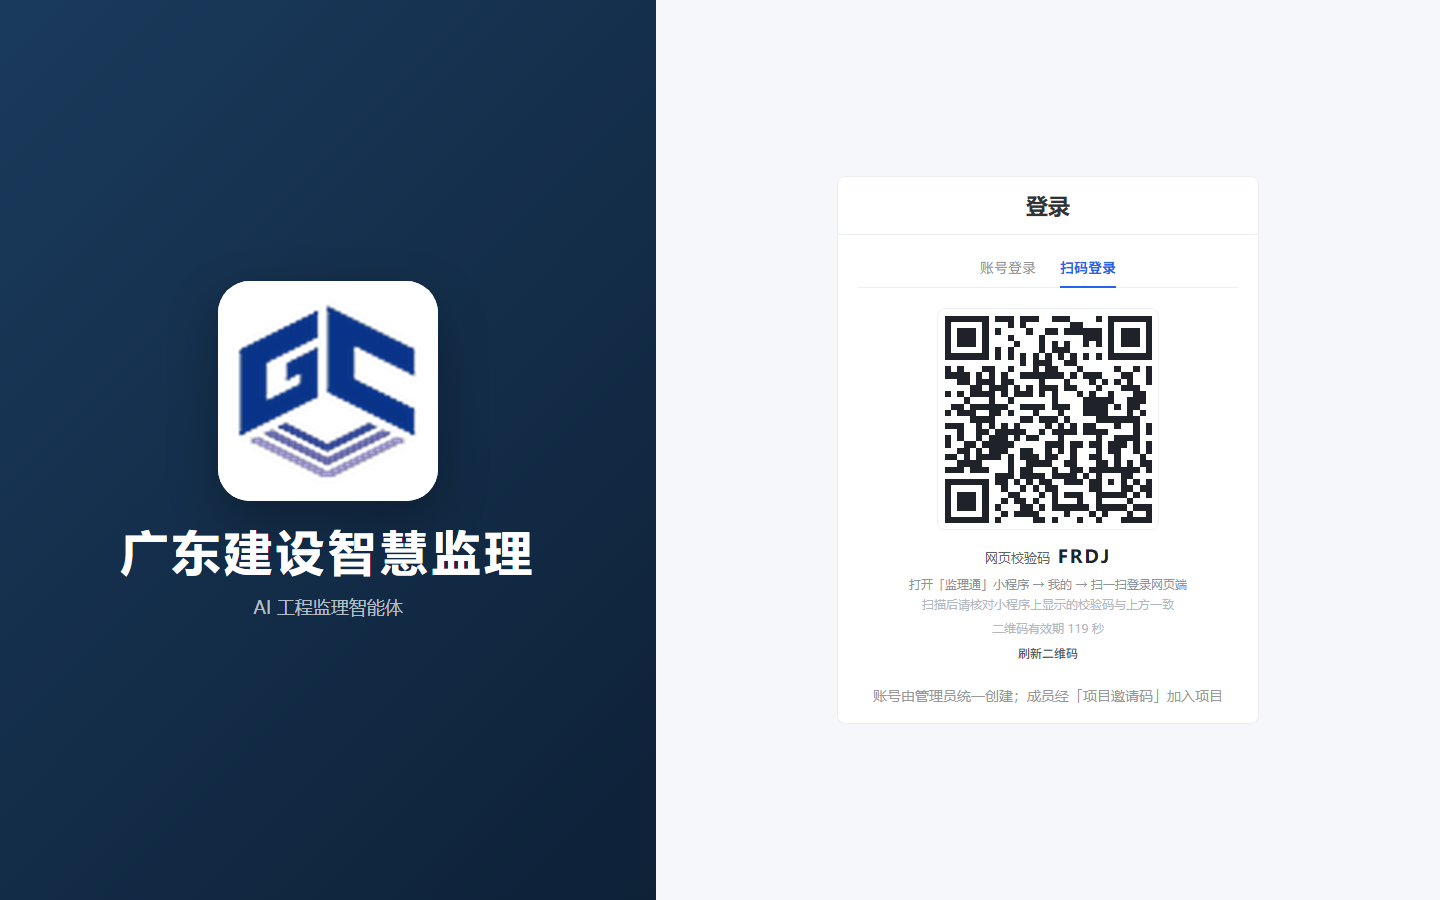 GC
广东建设智慧监理
AI 工程监理智能体
登录
账号登录 扫码登录
网页校验码 FRDJ
打开「监理通」小程序 → 我的 → 扫一扫登录网页端
扫描后请核对小程序上显示的校验码与上方一致
二维码有效期 119 秒
刷新二维码
账号由管理员统一创建；成员经「项目邀请码」加入项目